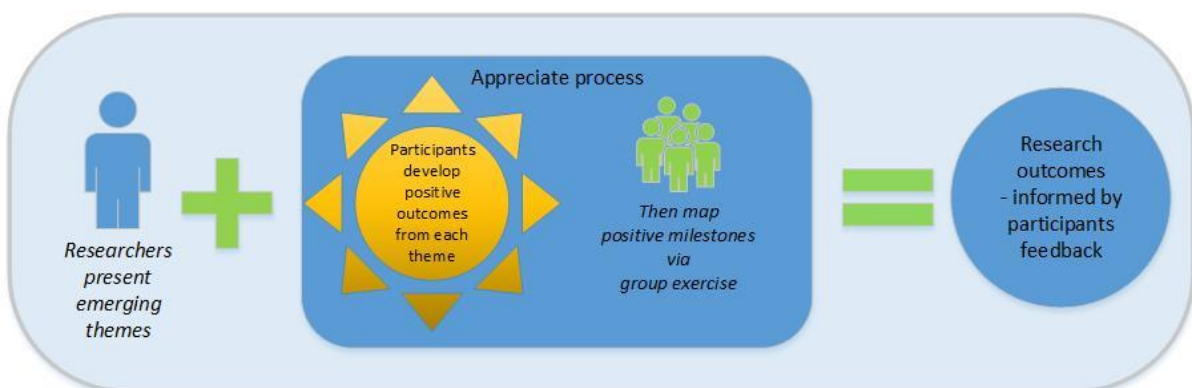 Researchers
present
emerging
themes
Appreciate process
Participants
develop
positive
outcomes
from each
theme
Then map
positive milestones
via
group exercise
Research
outcomes
- informed by
participants
feedback